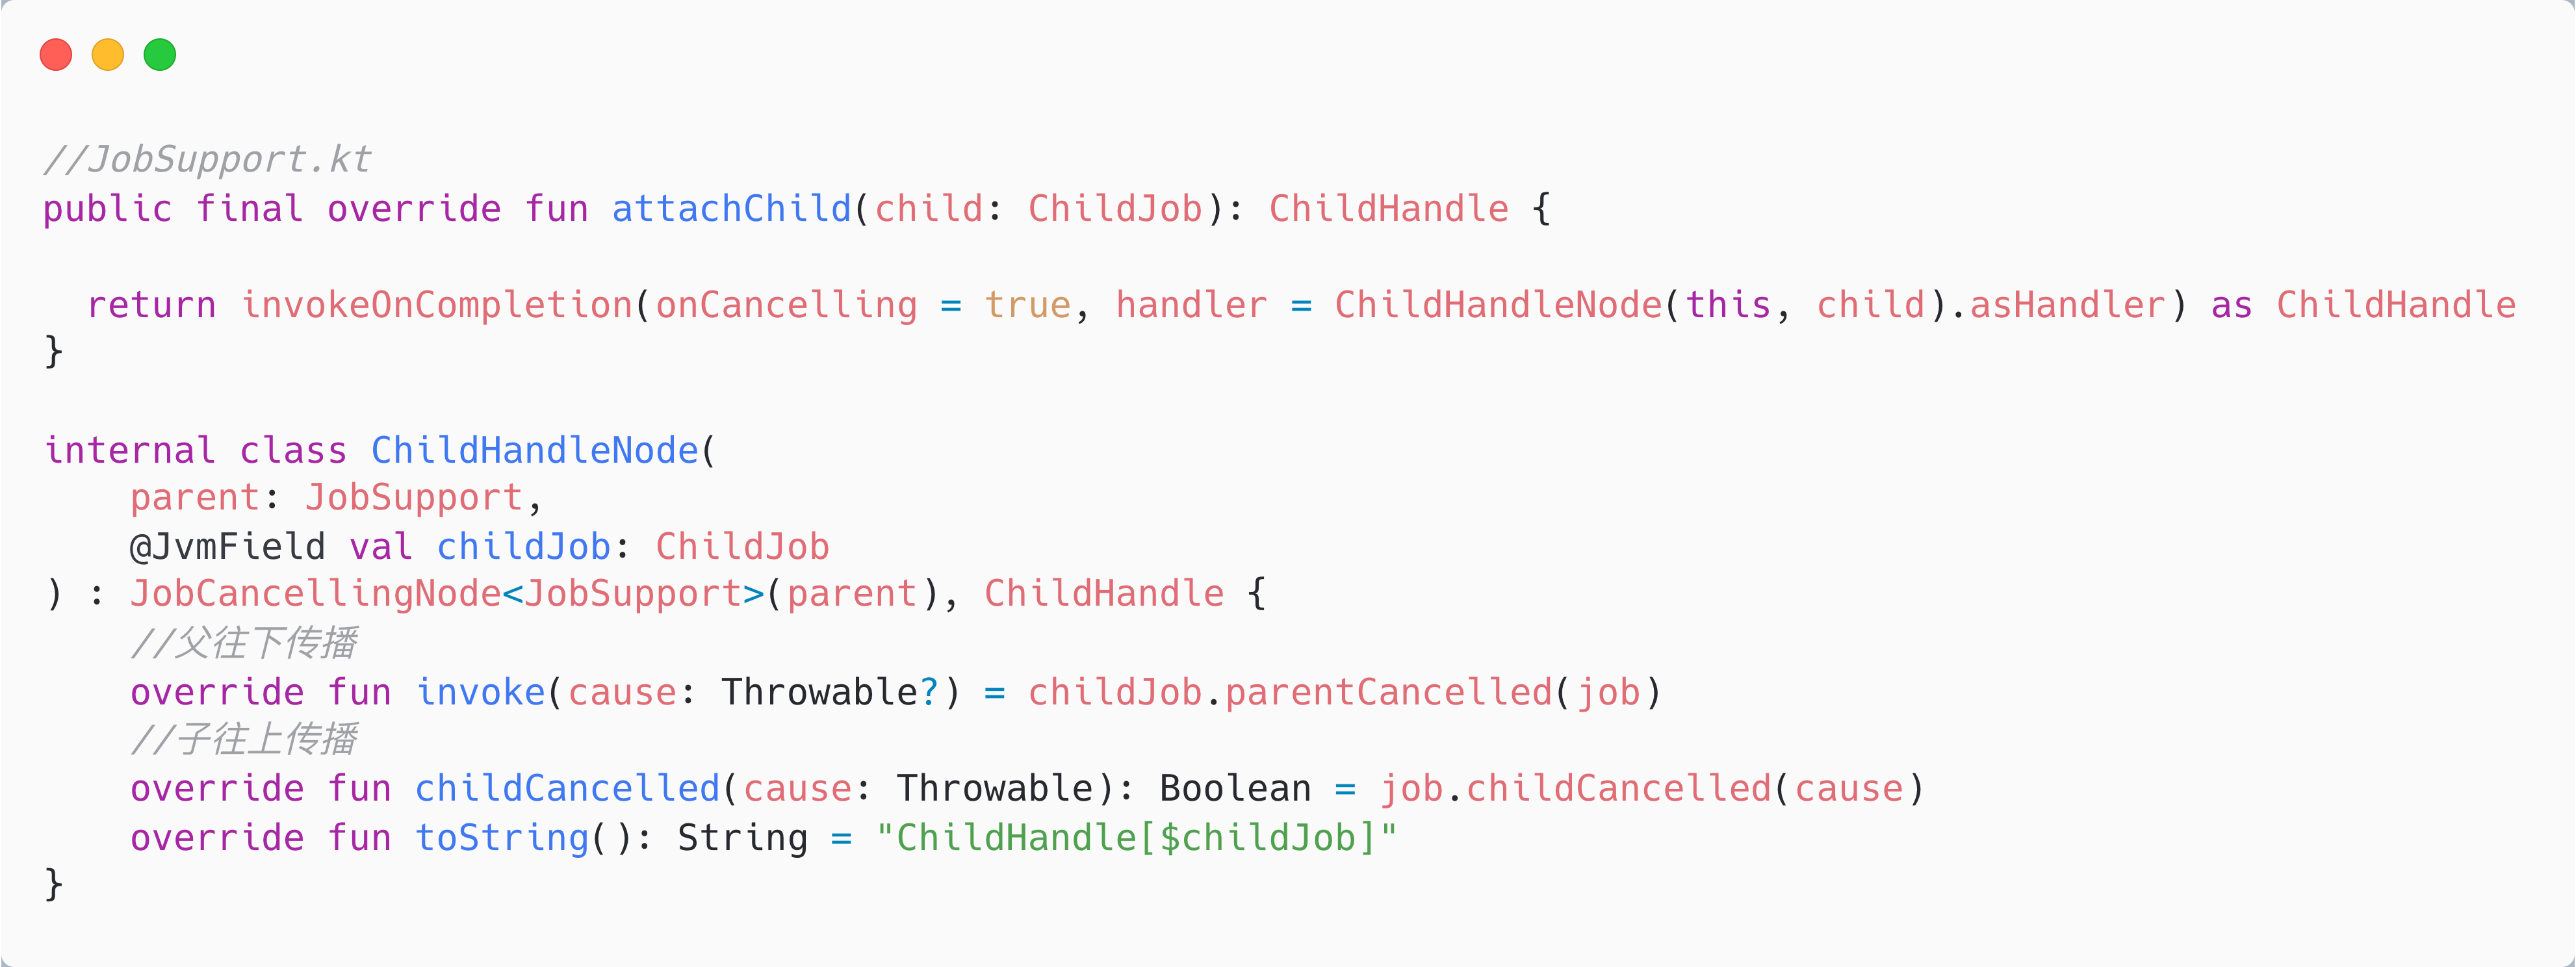 //JobSupport.kt
public final override fun attachChild(child: ChildJob): ChildHandle {
return invokeOnCompletion(onCancelling = true, handler = ChildHandleNode(this, child).asHandler) as ChildHandle
}
internal class ChildHandleNode(
parent: JobSupport,
@JvmField val childJob: ChildJob
) : JobCancellingNode<JobSupport>(parent), ChildHandle {
//父往下传播
override fun invoke(cause: Throwable?) = childJob.parentCancelled(job)
//子往上传播
override fun childCancelled(cause: Throwable): Boolean = job.childCancelled(cause)
override fun toString(): String = "ChildHandle[$childJob]"
}